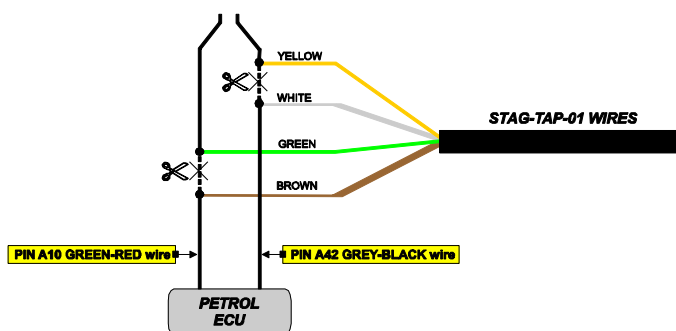 YELLOW
WHITE
STAG-TAP-01 WIRES
GREEN
BROWN
PIN A10 GREEN-RED wire
PIN A42 GREY-BLACK wire
PETROL
ECU